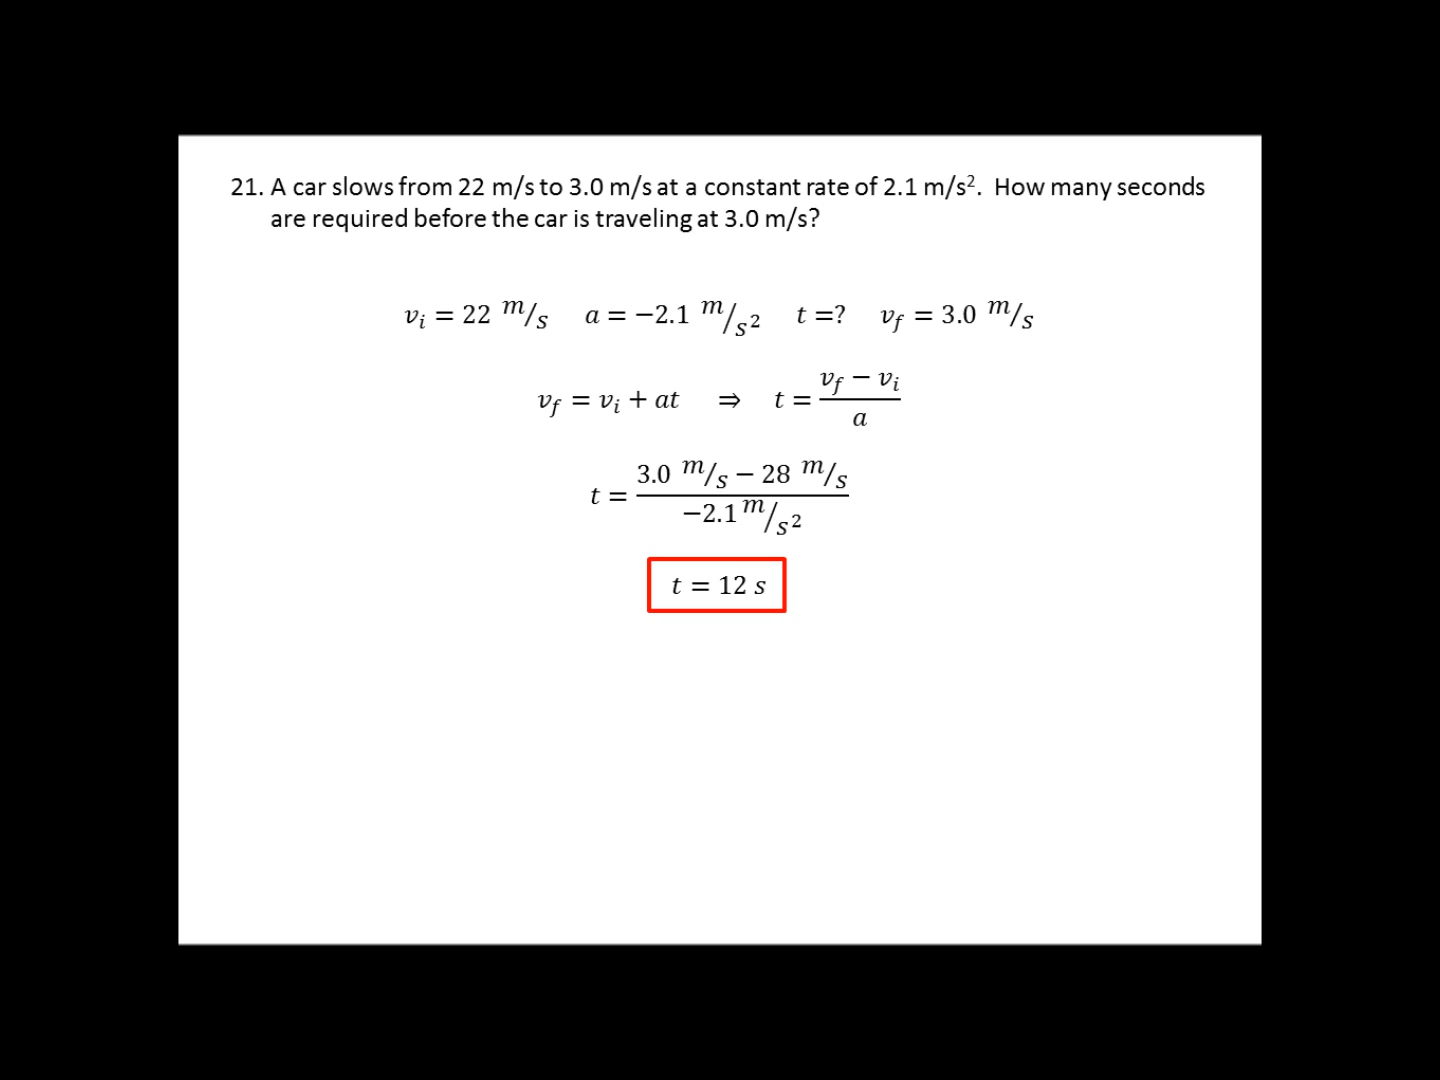 21. A car slows from 22 m/s to 3.0 m/s at a constant rate of 2.1 m/s². How many seconds
are required before the car is traveling at 3.0 m/s?
vᵢ = 22 m/s a = −2.1 m/s² t =? v_f = 3.0 m/s
v_f = vᵢ + at ⇒ t = (v_f − vᵢ)/a
t = (3.0 m/s − 28 m/s)/(−2.1 m/s²)
t = 12 s